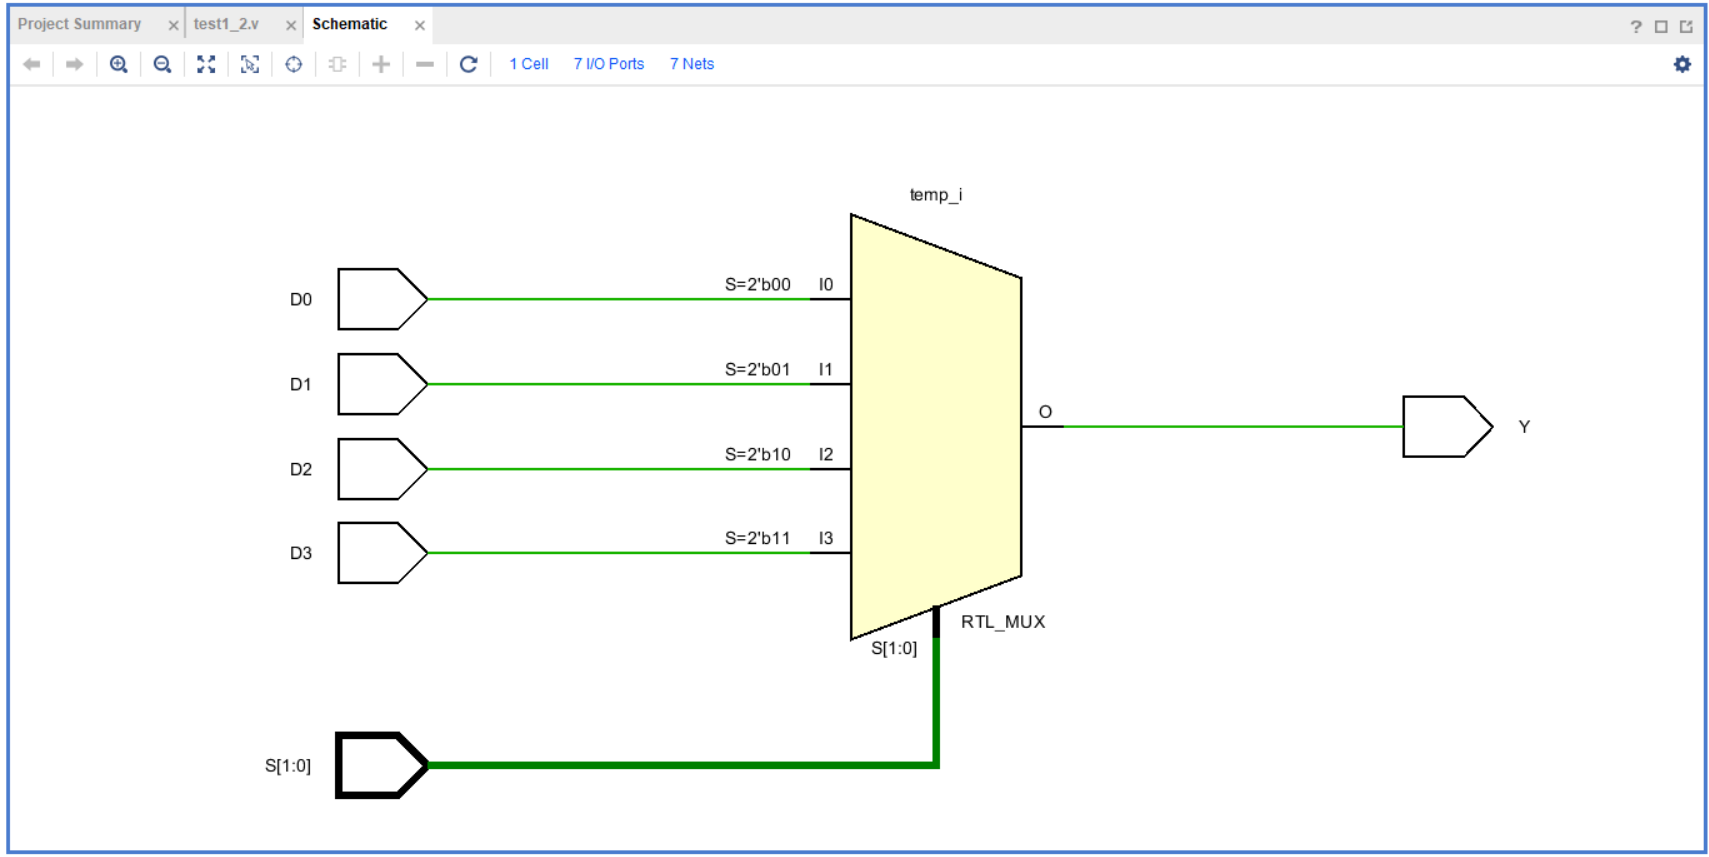 Project Summary × test1_2.v × Schematic ×
?
1 Cell 7 I/O Ports 7 Nets
temp_i
D0 S=2'b00 I0
D1 S=2'b01 I1
O Y
D2 S=2'b10 I2
D3 S=2'b11 I3
RTL_MUX
S[1:0]
S[1:0]